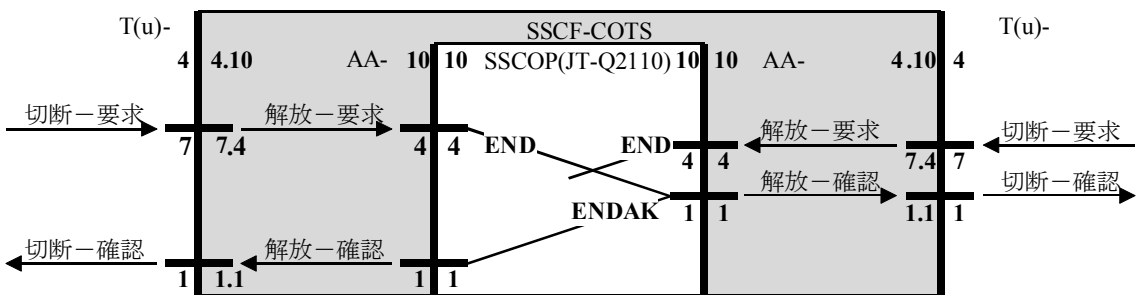 T(u)- SSCF-COTS T(u)-
4 4.10 AA- 10 10 SSCOP(JT-Q2110) 10 10 AA- 4.10 4
切断－要求 解放－要求 END END 解放－要求 切断－要求
7 7.4 4 4 4 4 7.4 7
ENDAK 解放－確認 切断－確認
1 1 1.1 1
切断－確認 解放－確認
1 1.1 1 1